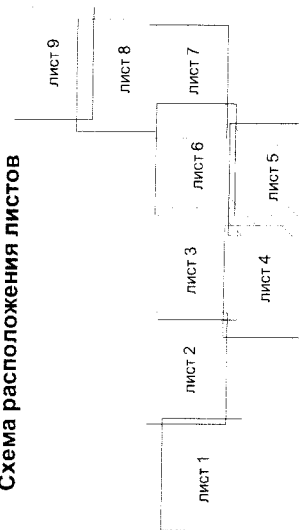 Схема расположения листов
лист 1
лист 2
лист 3
лист 4
лист 5
лист 6
лист 7
лист 8
лист 9